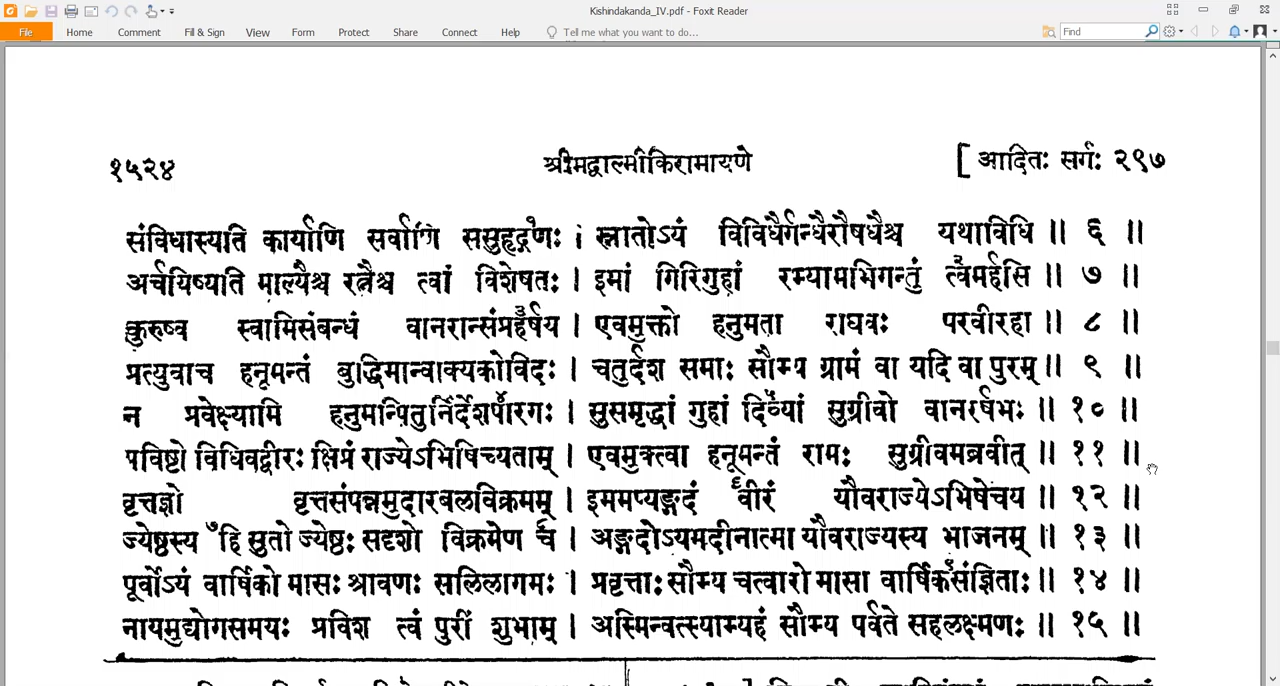 Kishindakanda_IV.pdf - Foxit Reader
File Home Comment Fill & Sign View Form Protect Share Connect Help Tell me what you want to do... Find
१५२४ श्रीमद्वाल्मीकिरामायणे [ आदितः सर्गः २९७
संविधास्यति कार्याणि सर्वाणि ससुहृद्गणः । स्नातोऽयं विविधैर्गन्धैरौषधैश्च यथाविधि ॥ ६ ॥
अर्चयिष्यति माल्यैश्च रत्नैश्च त्वां विशेषतः । इमां गिरिगुहां रम्यामभिगन्तुं त्वमर्हसि ॥ ७ ॥
कुरुष्व स्वामिसंबन्धं वानरान्संप्रहर्षय । एवमुक्तो हनुमता राघवः परवीरहा ॥ ८ ॥
प्रत्युवाच हनूमन्तं बुद्धिमान्वाक्यकोविदः । चतुर्दश समाः सौम्य ग्रामं वा यदि वा पुरम् ॥ ९ ॥
न प्रवेक्ष्यामि हनुमन्पितुर्निर्देशपारगः । सुसमृद्धां गुहां दिव्यां सुग्रीवो वानरर्षभः ॥ १० ॥
प्रविष्टो विधिवद्वीरः क्षिप्रं राज्येऽभिषिच्यताम् । एवमुक्त्वा हनूमन्तं रामः सुग्रीवमब्रवीत् ॥ ११ ॥
वृत्तज्ञो वृत्तसंपन्नमुदारबलविक्रमम् । इममप्यङ्गदं वीरं यौवराज्येऽभिषेचय ॥ १२ ॥
ज्येष्ठस्य हि सुतो ज्येष्ठः सदृशो विक्रमेण च । अङ्गदोऽयमदीनात्मा यौवराज्यस्य भाजनम् ॥ १३ ॥
पूर्वोऽयं वार्षिको मासः श्रावणः सलिलागमः । प्रवृत्ताः सौम्य चत्वारो मासा वार्षिकसंज्ञिताः ॥ १४ ॥
नायमुद्योगसमयः प्रविश त्वं पुरीं शुभाम् । अस्मिन्वत्स्याम्यहं सौम्य पर्वते सहलक्ष्मणः ॥ १५ ॥